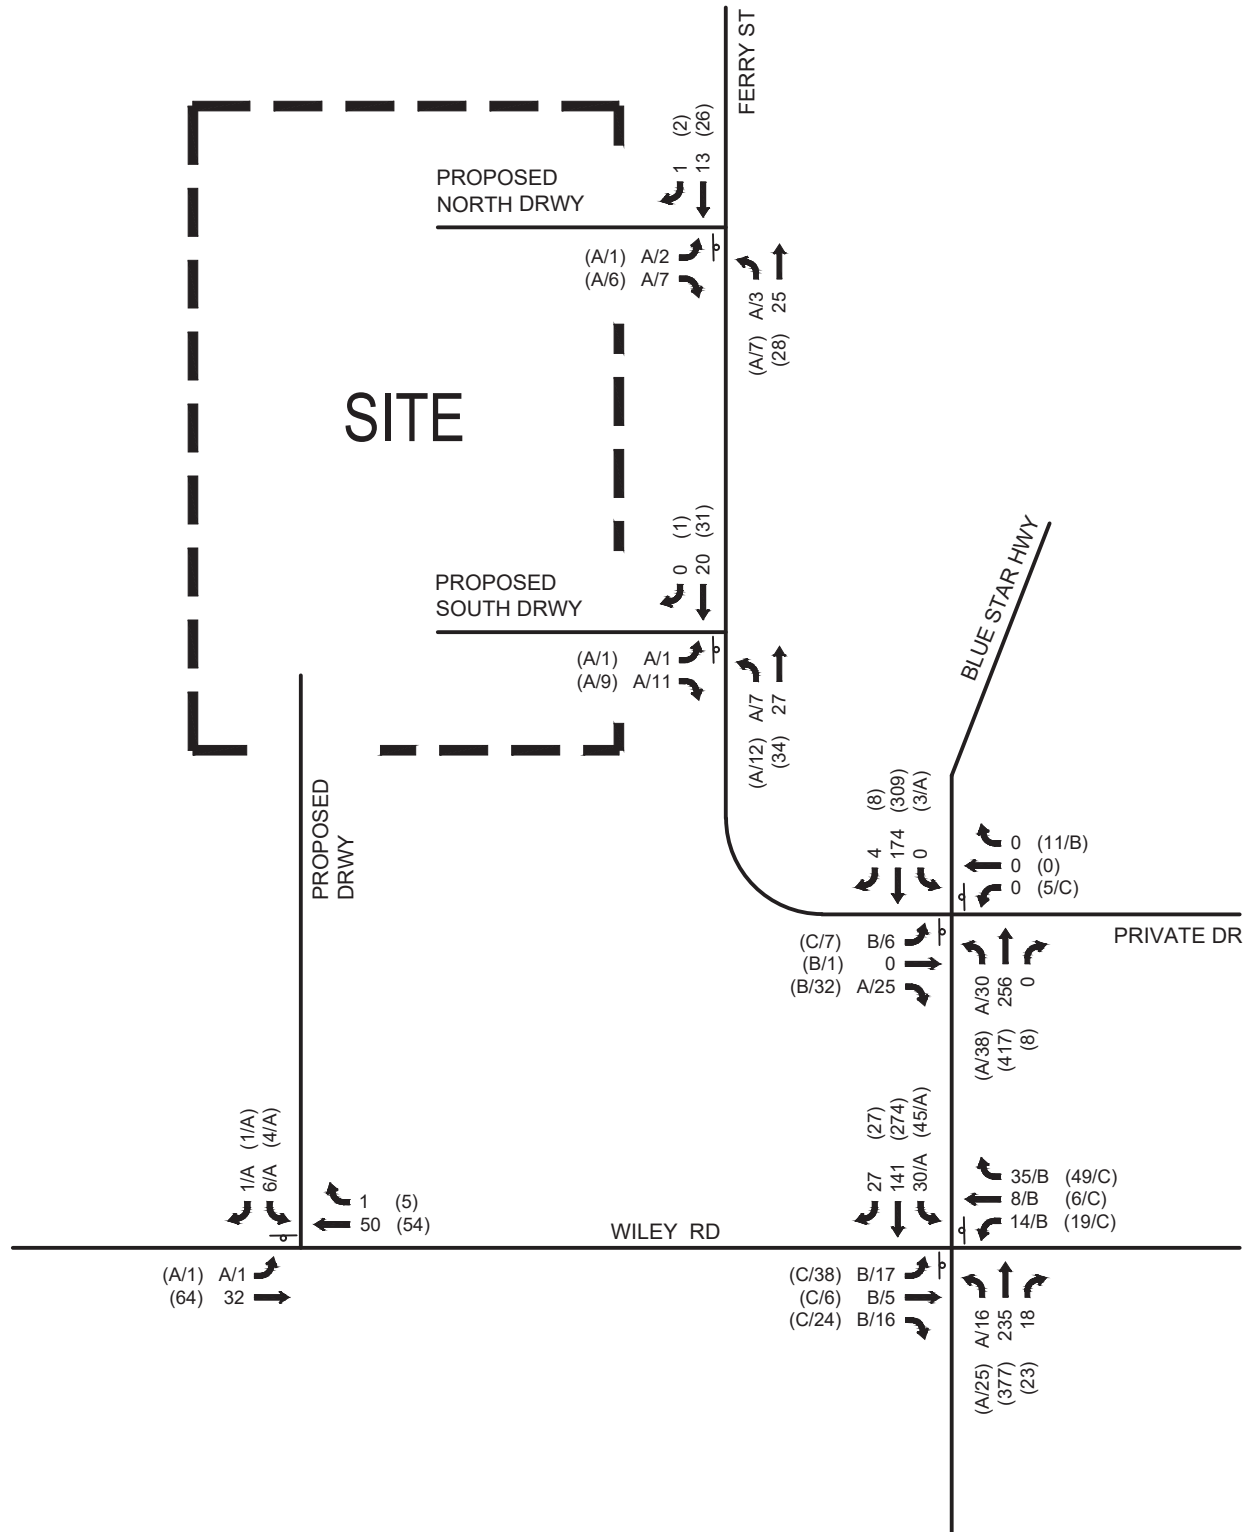 FERRY ST
1 (2)
13 (26)
PROPOSED
NORTH DRWY
(A/1) A/2
(A/6) A/7
(A/7) A/3
(28) 25
SITE
0 (1)
20 (31)
PROPOSED
SOUTH DRWY
(A/1) A/1
(A/9) A/11
(A/12) A/7
(34) 27
BLUE STAR HWY
PROPOSED
DRWY
4 (8)
174 (309)
0 (3/A)
0 (11/B)
0 (0)
0 (5/C)
PRIVATE DR
(C/7) B/6
(B/1) 0
(B/32) A/25
(A/38) A/30
(417) 256
(8) 0
1/A (1/A)
6/A (4/A)
1 (5)
50 (54)
WILEY RD
(A/1) A/1
(64) 32
27 (27)
141 (274)
30/A (45/A)
35/B (49/C)
8/B (6/C)
14/B (19/C)
(C/38) B/17
(C/6) B/5
(C/24) B/16
(A/25) A/16
(377) 235
(23) 18